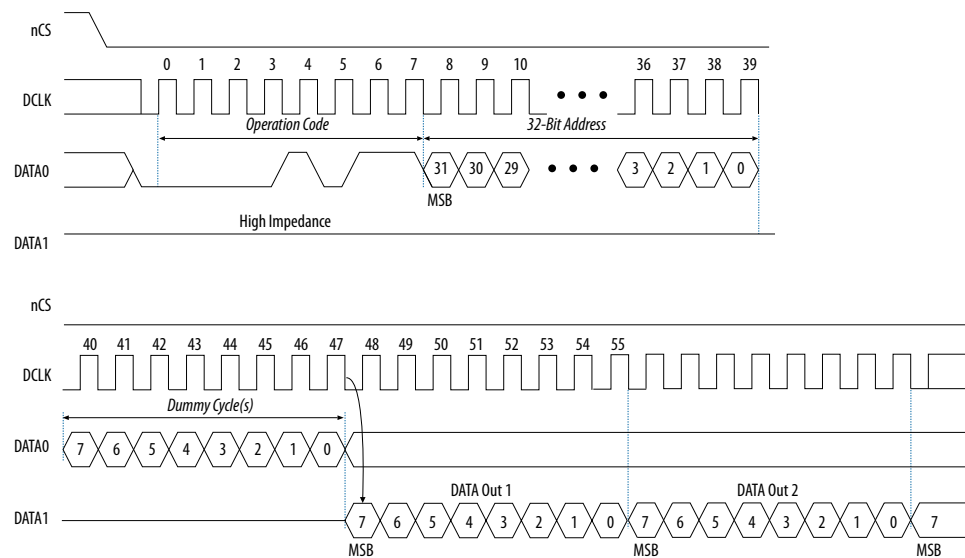 nCS
0 1 2 3 4 5 6 7 8 9 10 36 37 38 39
DCLK
Operation Code 32-Bit Address
DATA0 31 30 29 3 2 1 0
MSB
High Impedance
DATA1
nCS
40 41 42 43 44 45 46 47 48 49 50 51 52 53 54 55
DCLK
Dummy Cycle(s)
DATA0 7 6 5 4 3 2 1 0
DATA Out 1 DATA Out 2
DATA1 7 6 5 4 3 2 1 0 7 6 5 4 3 2 1 0 7
MSB MSB MSB